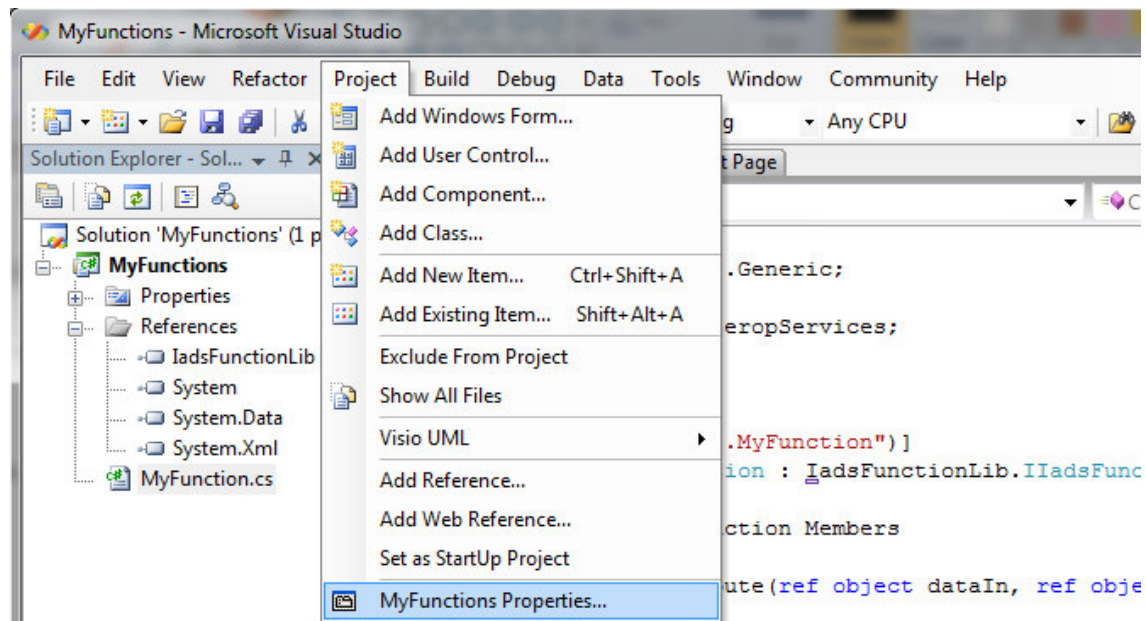 MyFunctions - Microsoft Visual Studio
File Edit View Refactor Project Build Debug Data Tools Window Community Help
Any CPU
Solution Explorer - Sol...
t Page
Solution 'MyFunctions' (1 p
MyFunctions
Properties
References
IadsFunctionLib
System
System.Data
System.Xml
MyFunction.cs
Add Windows Form...
Add User Control...
Add Component...
Add Class...
Add New Item... Ctrl+Shift+A
Add Existing Item... Shift+Alt+A
Exclude From Project
Show All Files
Visio UML
Add Reference...
Add Web Reference...
Set as StartUp Project
MyFunctions Properties...
.Generic;
eropServices;
.MyFunction")]
ion : IadsFunctionLib.IIadsFunc
ction Members
ute(ref object dataIn, ref obje